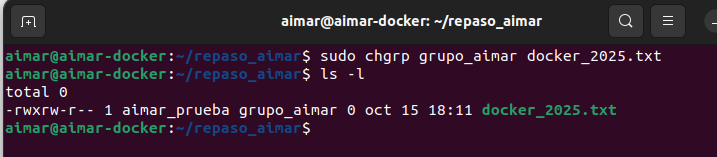 aimar@aimar-docker: ~/repaso_aimar
aimar@aimar-docker:~/repaso_aimar$ sudo chgrp grupo_aimar docker_2025.txt
aimar@aimar-docker:~/repaso_aimar$ ls -l
total 0
-rwxrw-r-- 1 aimar_prueba grupo_aimar 0 oct 15 18:11 docker_2025.txt
aimar@aimar-docker:~/repaso_aimar$